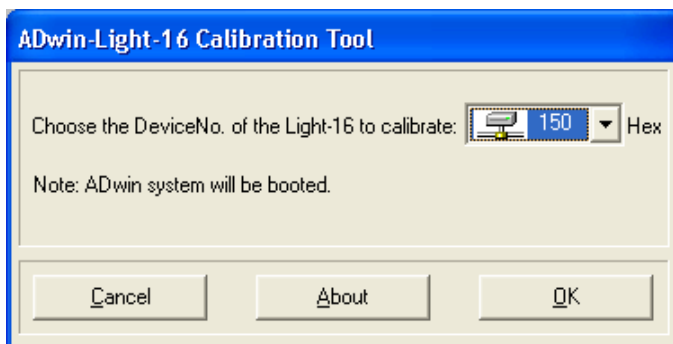 ADwin-Light-16 Calibration Tool
Choose the DeviceNo. of the Light-16 to calibrate: 150 Hex
Note: ADwin system will be booted.
Cancel About OK